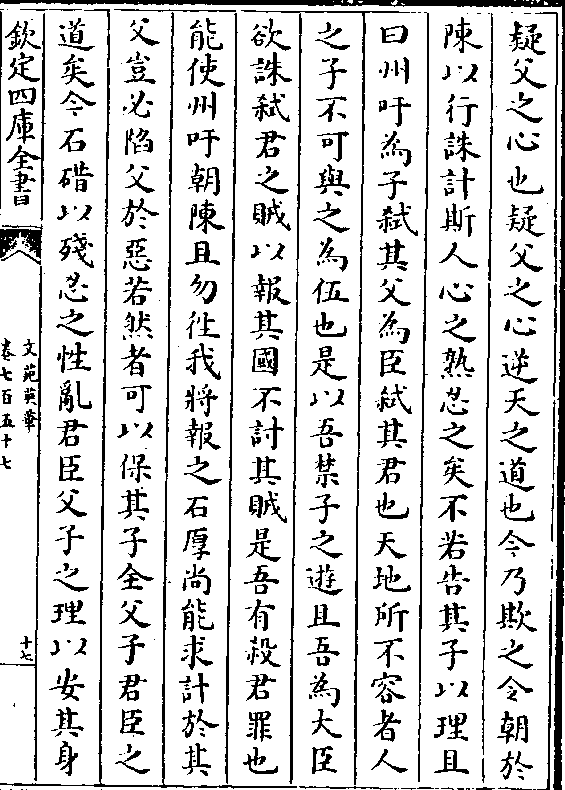 疑父之心也疑父之心逆天之道也今乃欺之令朝於
陳以行誅計斯人心之熟忍之矣不若告其子以理且
曰州吁為子弑其父為臣弑其君也天地所不容者人
之子不可與之為伍也是以吾禁子之遊且吾為大臣
欲誅弑君之賊以報其國不討其賊是吾有殺君罪也
能使州吁朝陳且勿徃我將報之石厚尚能求計於其
父豈必陷父於惡若然者可以保其子全父子君臣之
道矣今石碏以殘忍之性亂君臣父子之理以安其身
欽定四庫全書
文苑英華
卷七百五十七
十七